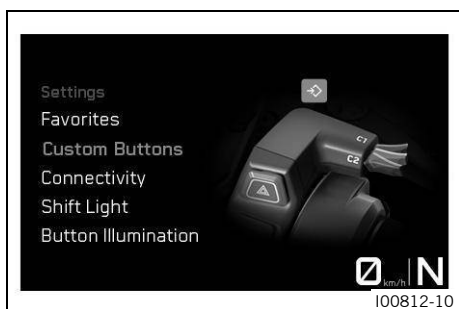 Settings
Favorites
Custom Buttons
Connectivity
Shift Light
Button Illumination
C1
C2
0 km/h N
I00812-10